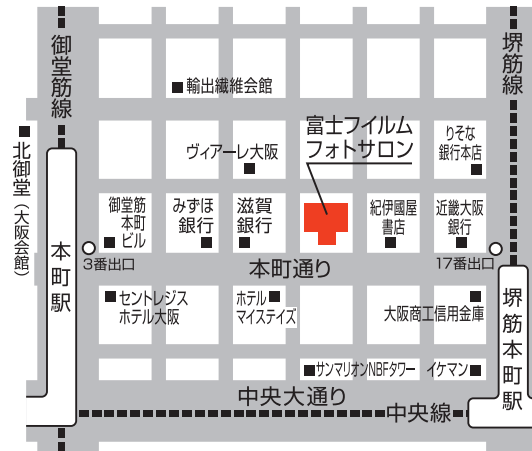 御堂筋線
堺筋線
輸出繊維会館
富士フイルム
フォトサロン
りそな
銀行本店
北御堂(大阪会館)
ヴィアーレ大阪
御堂筋
本町
ビル
みずほ
銀行
滋賀
銀行
紀伊國屋
書店
近畿大阪
銀行
本町駅
3番出口
本町通り
17番出口
堺筋本町駅
セントレジス
ホテル大阪
ホテル
マイステイズ
大阪商工信用金庫
サンマリオンNBFタワー
イケマン
中央大通り
中央線